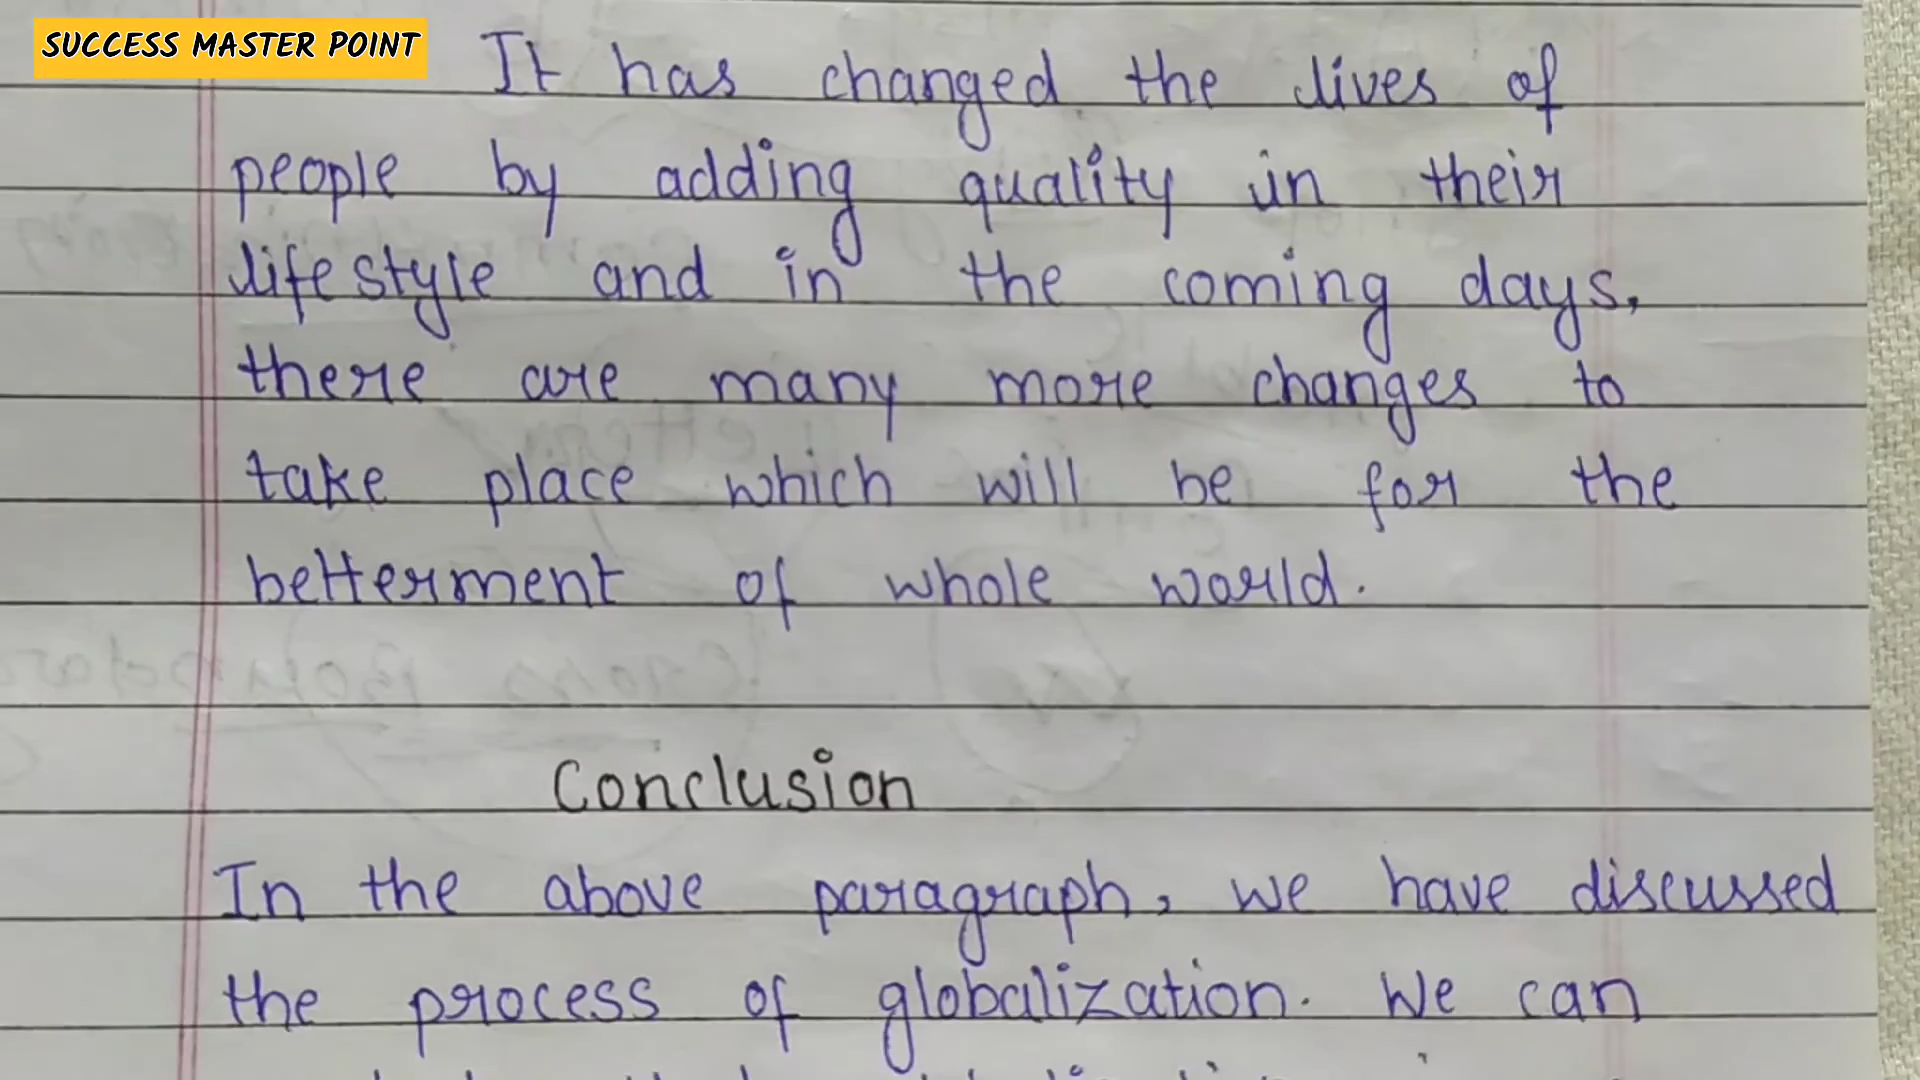 SUCCESS MASTER POINT
It has changed the lives of
people by adding quality in their
lifestyle and in the coming days,
there are many more changes to
take place which will be for the
betterment of whole world.
Conclusion
In the above paragraph, we have discussed
the process of globalization. We can